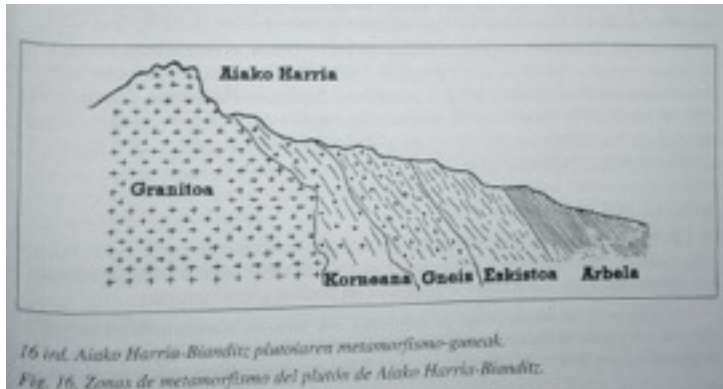 Aiako Harria
Granitoa
Korneana Gneis Eskistoa Arbela
16 ird. Aiako Harria-Bianditz plutoiaren metamorfismo-guneak.
Fig. 16. Zonas de metamorfismo del plutón de Aiako Harria-Bianditz.